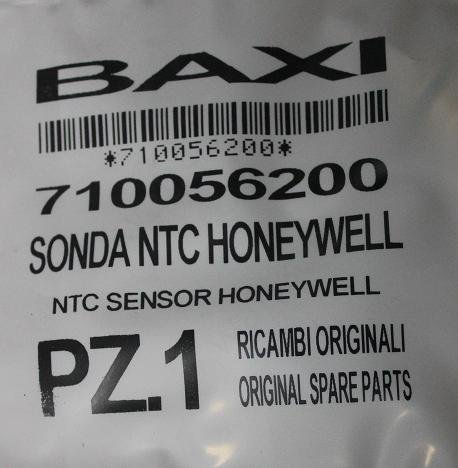 BAXI
*710056200*
710056200
SONDA NTC HONEYWELL
NTC SENSOR HONEYWELL
PZ.1
RICAMBI ORIGINALI
ORIGINAL SPARE PARTS